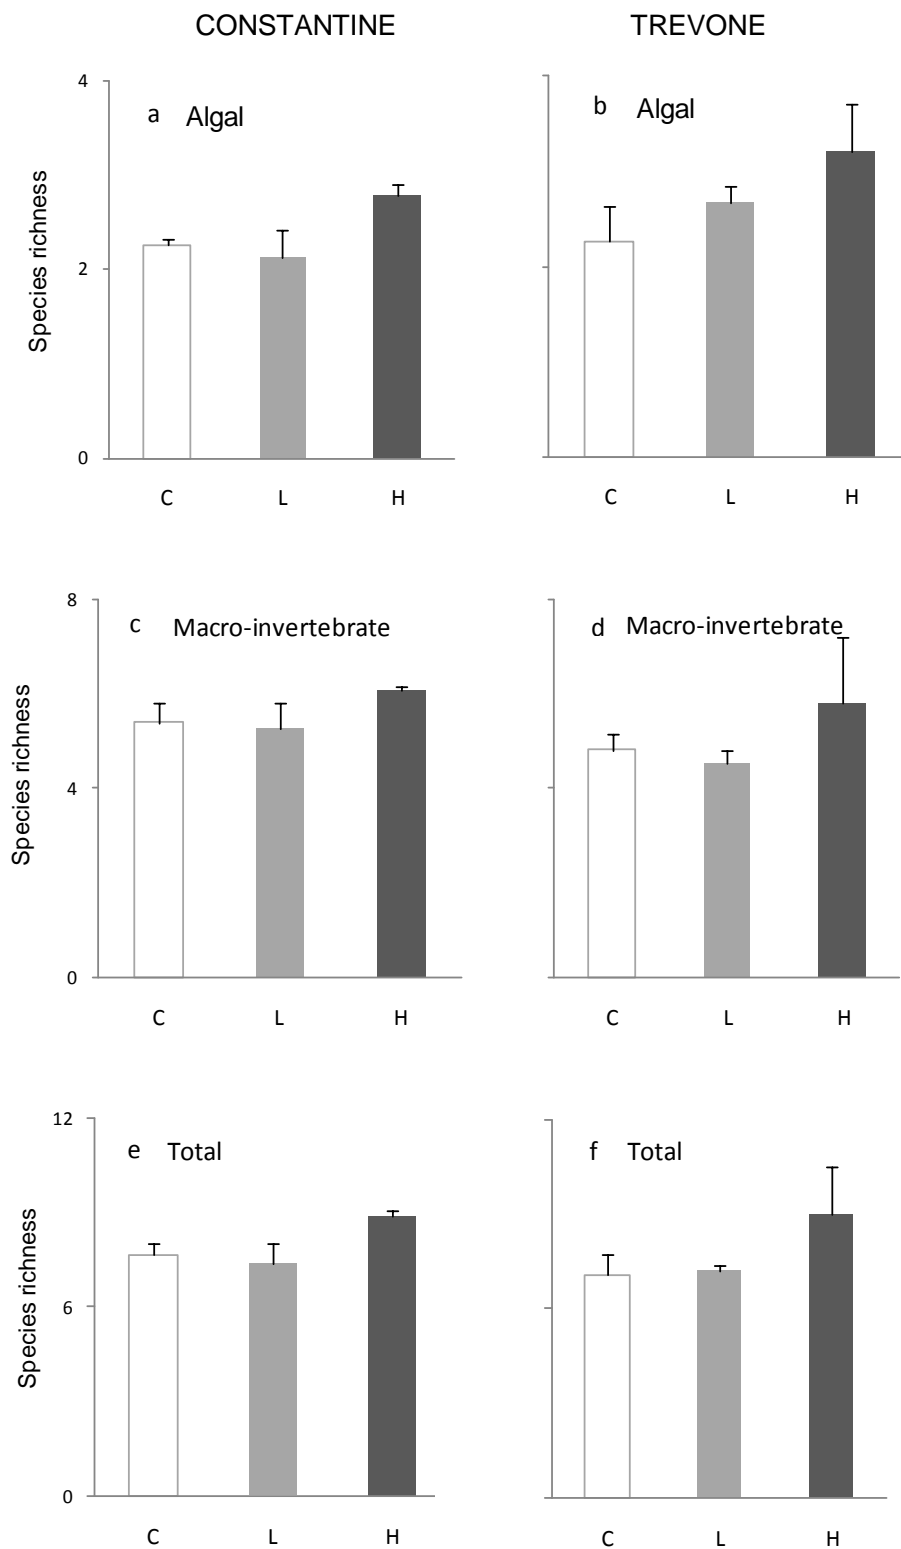 CONSTANTINE TREVONE
4
a Algal b Algal
Species richness
2
0
C L H C L H
8
c Macro-invertebrate d Macro-invertebrate
Species richness
4
0
C L H C L H
12
e Total f Total
Species richness
6
0
C L H C L H